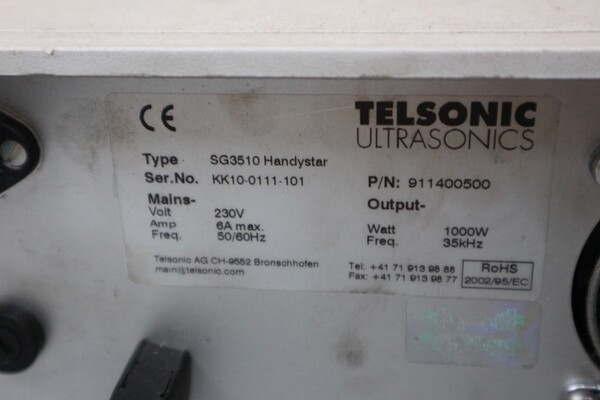 CE
TELSONIC
ULTRASONICS
Type SG3510 Handystar
Ser.No. KK10-0111-101
P/N: 911400500
Mains-
Output-
Volt 230V
Amp 6A max.
Freq. 50/60Hz
Watt 1000W
Freq. 35kHz
Telsonic AG CH-9552 Bronschhofen
main@telsonic.com
Tel: +41 71 913 98 88
Fax: +41 71 913 98 77
RoHS
2002/95/EC